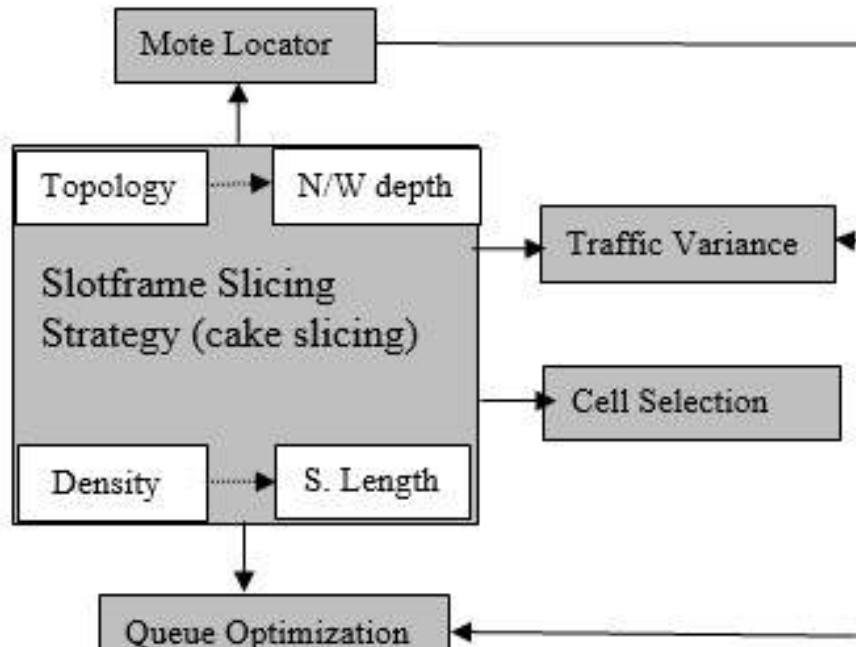 Mote Locator
Topology
N/W depth
Traffic Variance
Slotframe Slicing
Strategy (cake slicing)
Cell Selection
Density
S. Length
Queue Optimization